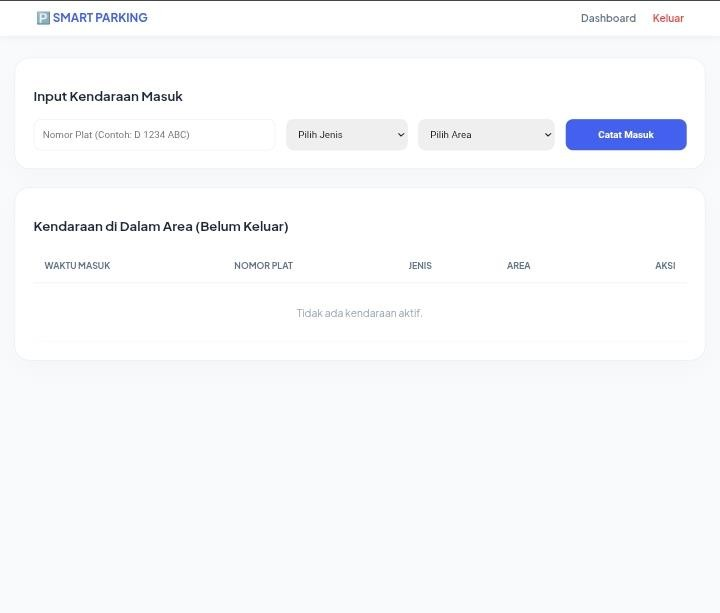 🅿️ SMART PARKING
Dashboard Keluar
Input Kendaraan Masuk
Nomor Plat (Contoh: D 1234 ABC) Pilih Jenis Pilih Area Catat Masuk
Kendaraan di Dalam Area (Belum Keluar)
WAKTU MASUK NOMOR PLAT JENIS AREA AKSI
Tidak ada kendaraan aktif.